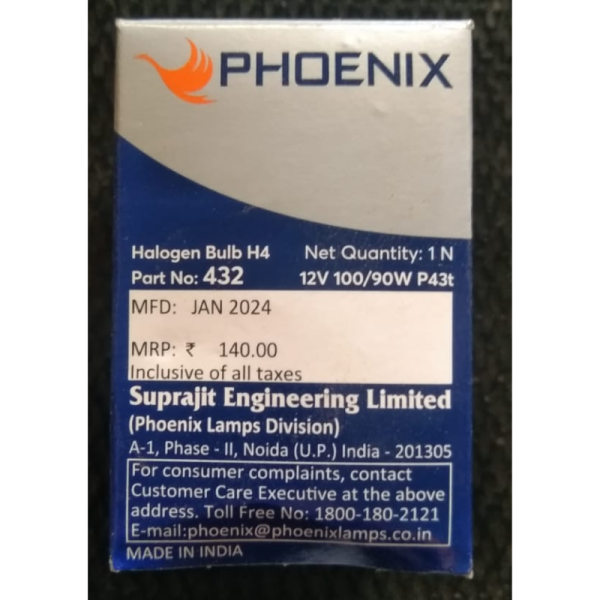 PHOENIX
Halogen Bulb H4 Net Quantity: 1 N
Part No: 432 12V 100/90W P43t
MFD: JAN 2024
MRP: ₹ 140.00
Inclusive of all taxes
Suprajit Engineering Limited
(Phoenix Lamps Division)
A-1, Phase - II, Noida (U.P.) India - 201305
For consumer complaints, contact
Customer Care Executive at the above
address. Toll Free No: 1800-180-2121
E-mail:phoenix@phoenixlamps.co.in
MADE IN INDIA